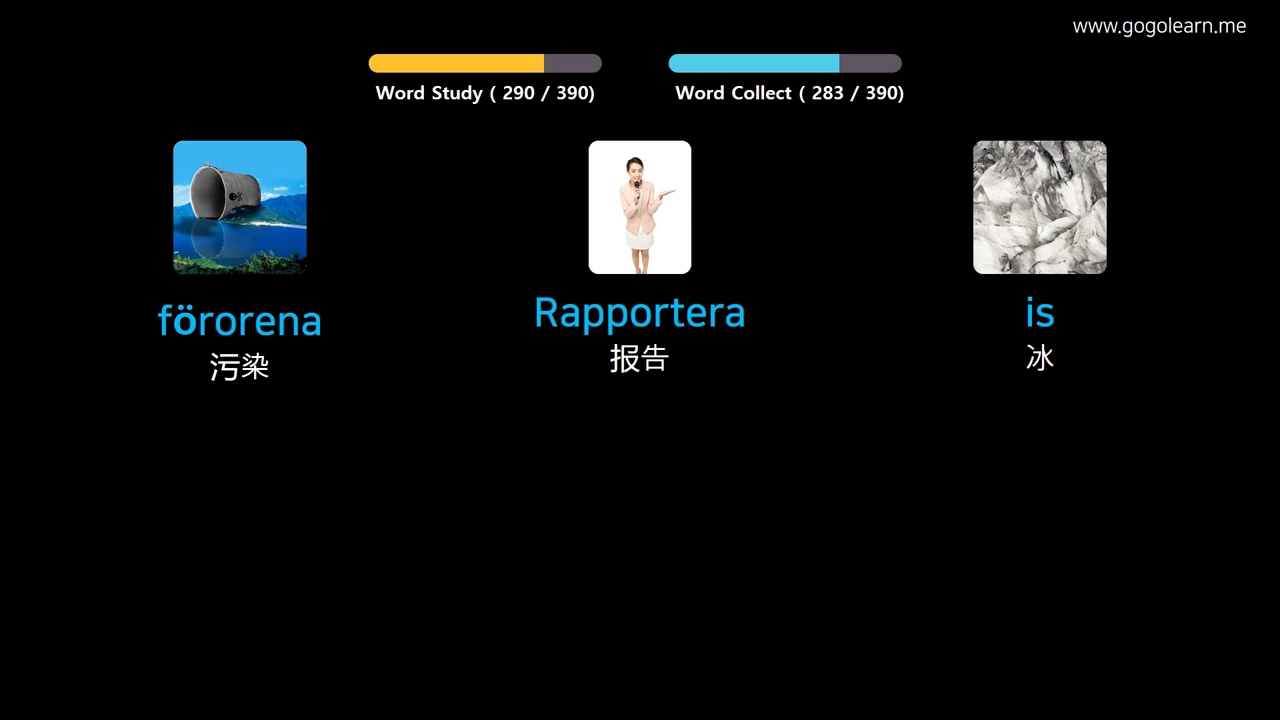 www.gogolearn.me
Word Study ( 290 / 390)
Word Collect ( 283 / 390)
förorena
污染
Rapportera
报告
is
冰